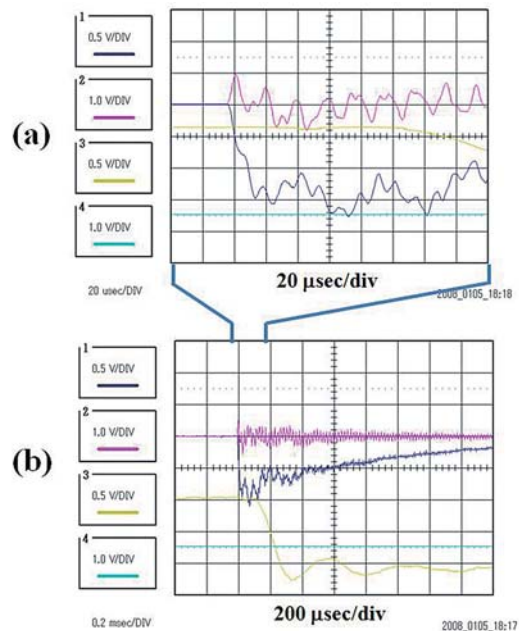 (a)
1
0.5 V/DIV
2
1.0 V/DIV
3
0.5 V/DIV
4
1.0 V/DIV
20 usec/DIV
20 μsec/div
2008_0105_18:18
(b)
1
0.5 V/DIV
2
1.0 V/DIV
3
0.5 V/DIV
4
1.0 V/DIV
0.2 msec/DIV
200 μsec/div
2008_0105_18:17